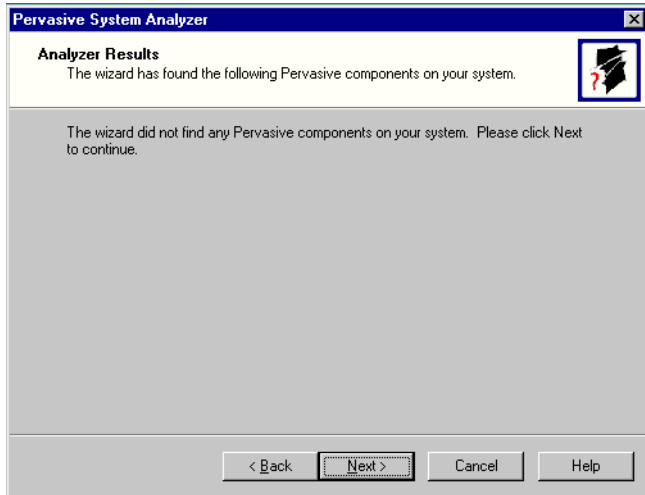 Pervasive System Analyzer
Analyzer Results
The wizard has found the following Pervasive components on your system.
?
The wizard did not find any Pervasive components on your system.  Please click Next
to continue.
< Back Next > Cancel Help